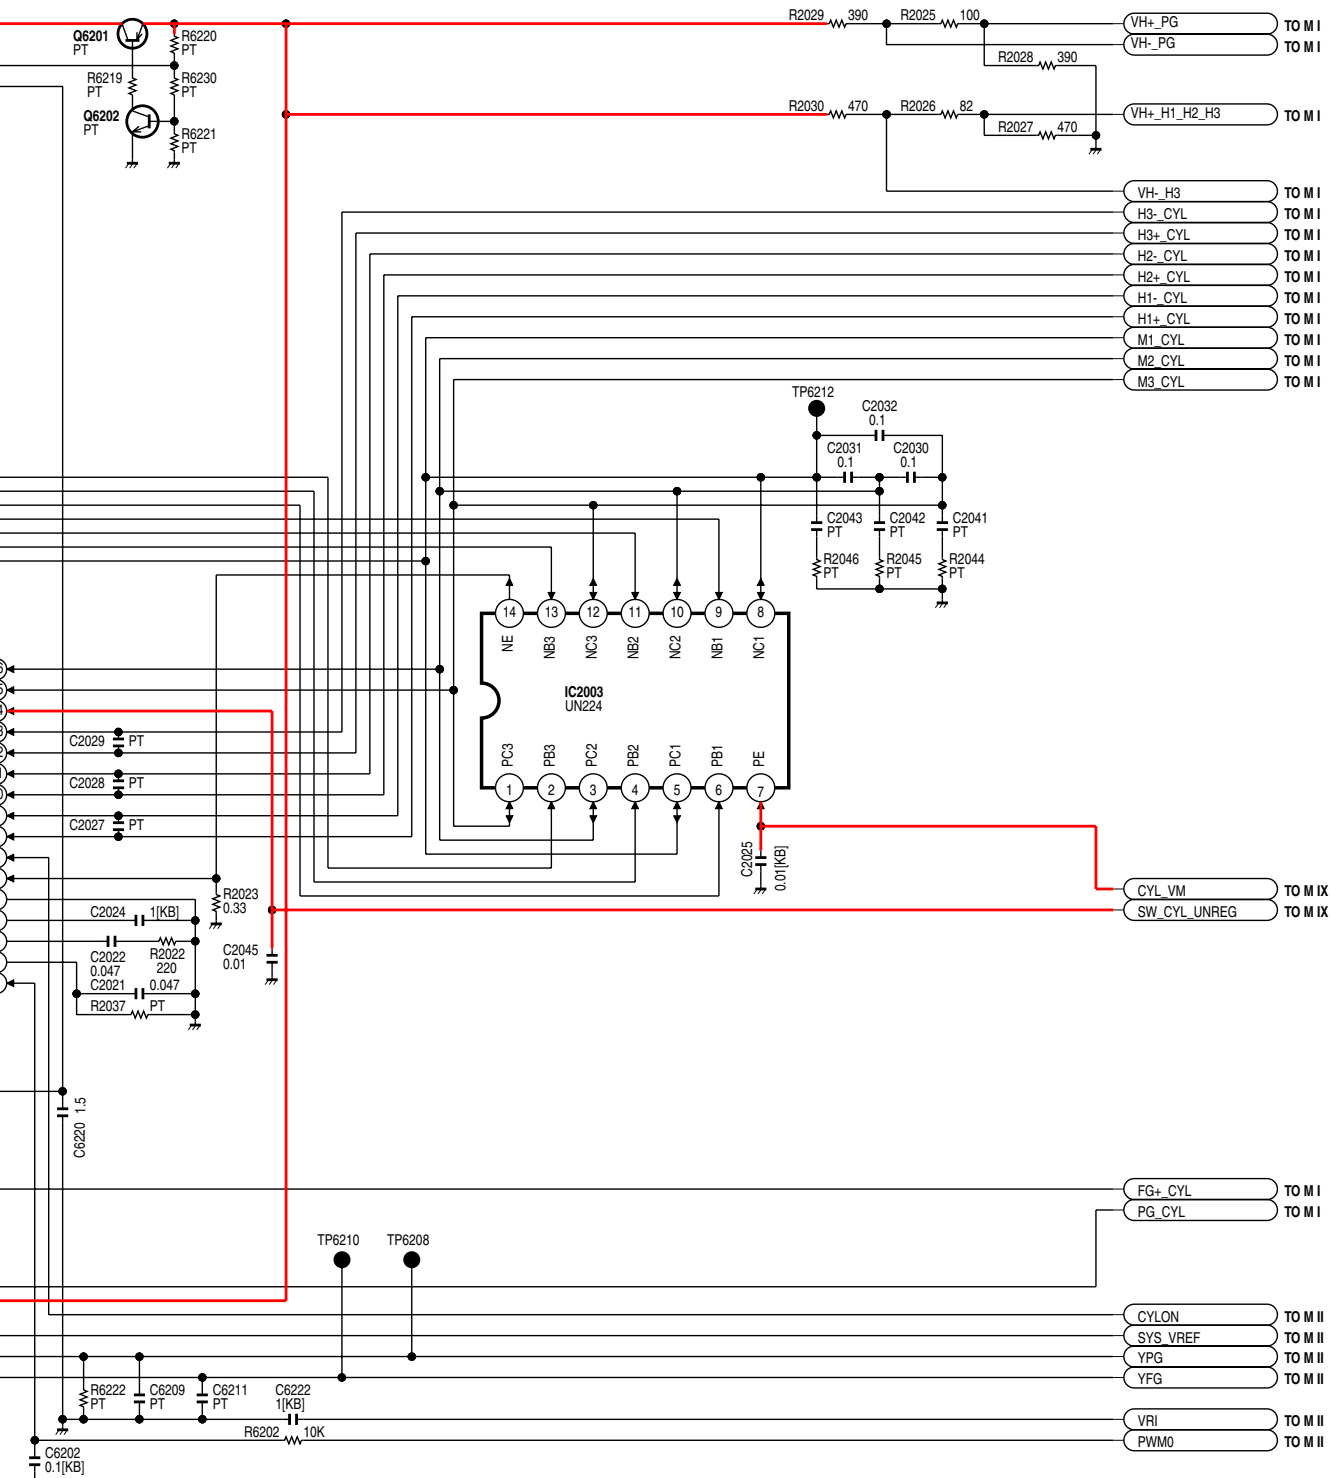 R2029 390 R2025 100 VH+_PG TO M I
VH-_PG TO M I
Q6201
PT
R6220
PT
R2028 390
R6219
PT
R6230
PT
R2030 470 R2026 82 VH+_H1_H2_H3 TO M I
Q6202
PT
R2027 470
R6221
PT
VH-_H3 TO M I
H3-_CYL TO M I
H3+_CYL TO M I
H2-_CYL TO M I
H2+_CYL TO M I
H1-_CYL TO M I
H1+_CYL TO M I
M1_CYL TO M I
M2_CYL TO M I
M3_CYL TO M I
TP6212
C2032
0.1
C2031
0.1
C2030
0.1
C2043
PT
C2042
PT
C2041
PT
R2046
PT
R2045
PT
R2044
PT
14 13 12 11 10 9 8
NE NB3 NC3 NB2 NC2 NB1 NC1
IC2003
UN224
PC3 PB3 PC2 PB2 PC1 PB1 PE
1 2 3 4 5 6 7
C2029 PT
C2028 PT
C2027 PT
C2025
0.01[KB]
CYL_VM TO M IX
SW_CYL_UNREG TO M IX
R2023
0.33
C2024 1[KB]
C2022
0.047
R2022
220
C2045
0.01
C2021 0.047
R2037 PT
C6220 1.5
FG+_CYL TO M I
PG_CYL TO M I
TP6210 TP6208
CYLON TO M II
SYS_VREF TO M II
YPG TO M II
YFG TO M II
R6222
PT
C6209
PT
C6211
PT
C6222
1[KB]
VRI TO M II
R6202 10K PWM0 TO M II
C6202
0.1[KB]